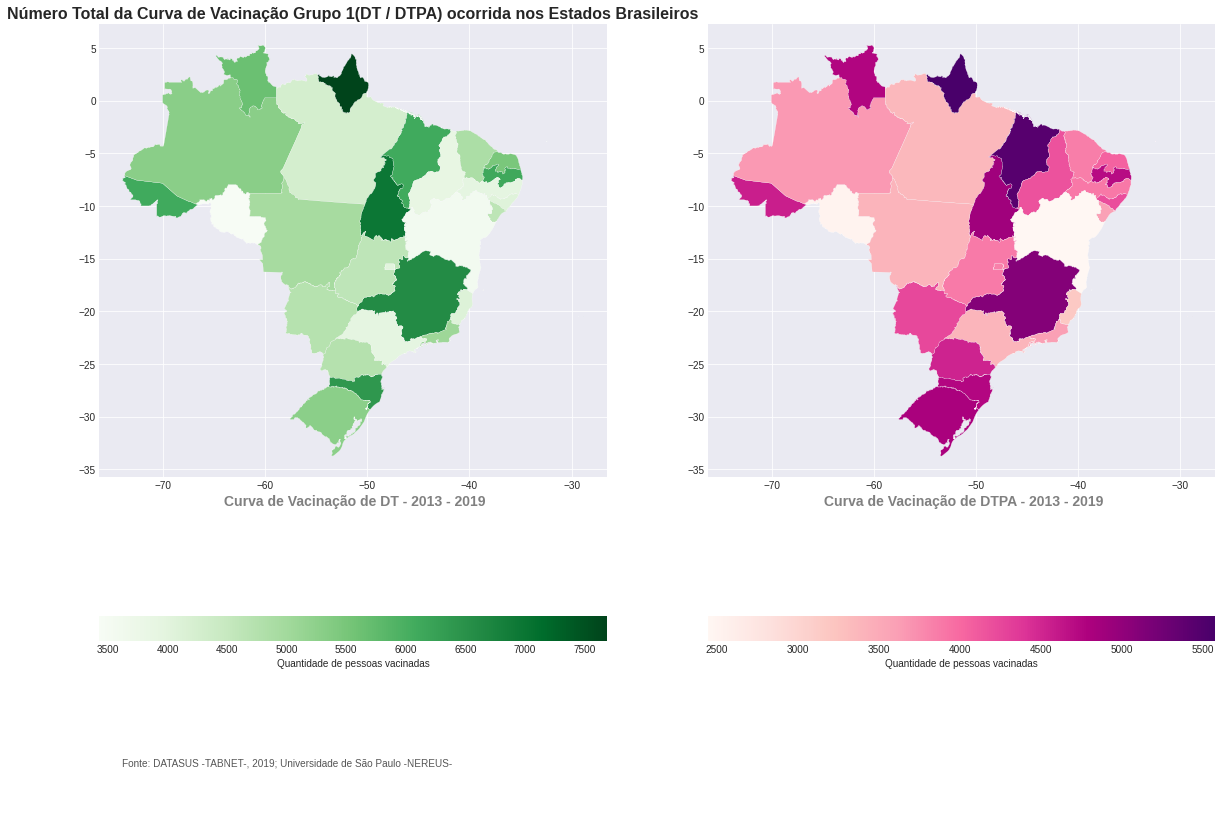 Número Total da Curva de Vacinação Grupo 1(DT / DTPA) ocorrida nos Estados Brasileiros
5
0
−5
−10
−15
−20
−25
−30
−35
−70 −60 −50 −40 −30
Curva de Vacinação de DT - 2013 - 2019
5
0
−5
−10
−15
−20
−25
−30
−35
−70 −60 −50 −40 −30
Curva de Vacinação de DTPA - 2013 - 2019
3500 4000 4500 5000 5500 6000 6500 7000 7500
Quantidade de pessoas vacinadas
2500 3000 3500 4000 4500 5000 5500
Quantidade de pessoas vacinadas
Fonte: DATASUS -TABNET-, 2019; Universidade de São Paulo -NEREUS-